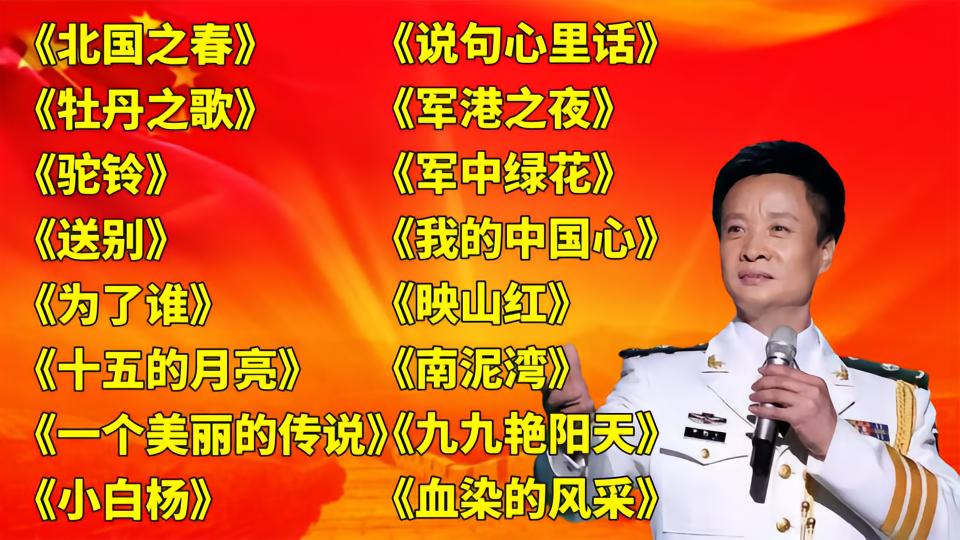 《北国之春》
《牡丹之歌》
《驼铃》
《送别》
《为了谁》
《十五的月亮》
《一个美丽的传说》
《小白杨》
《说句心里话》
《军港之夜》
《军中绿花》
《我的中国心》
《映山红》
《南泥湾》
《九九艳阳天》
《血染的风采》